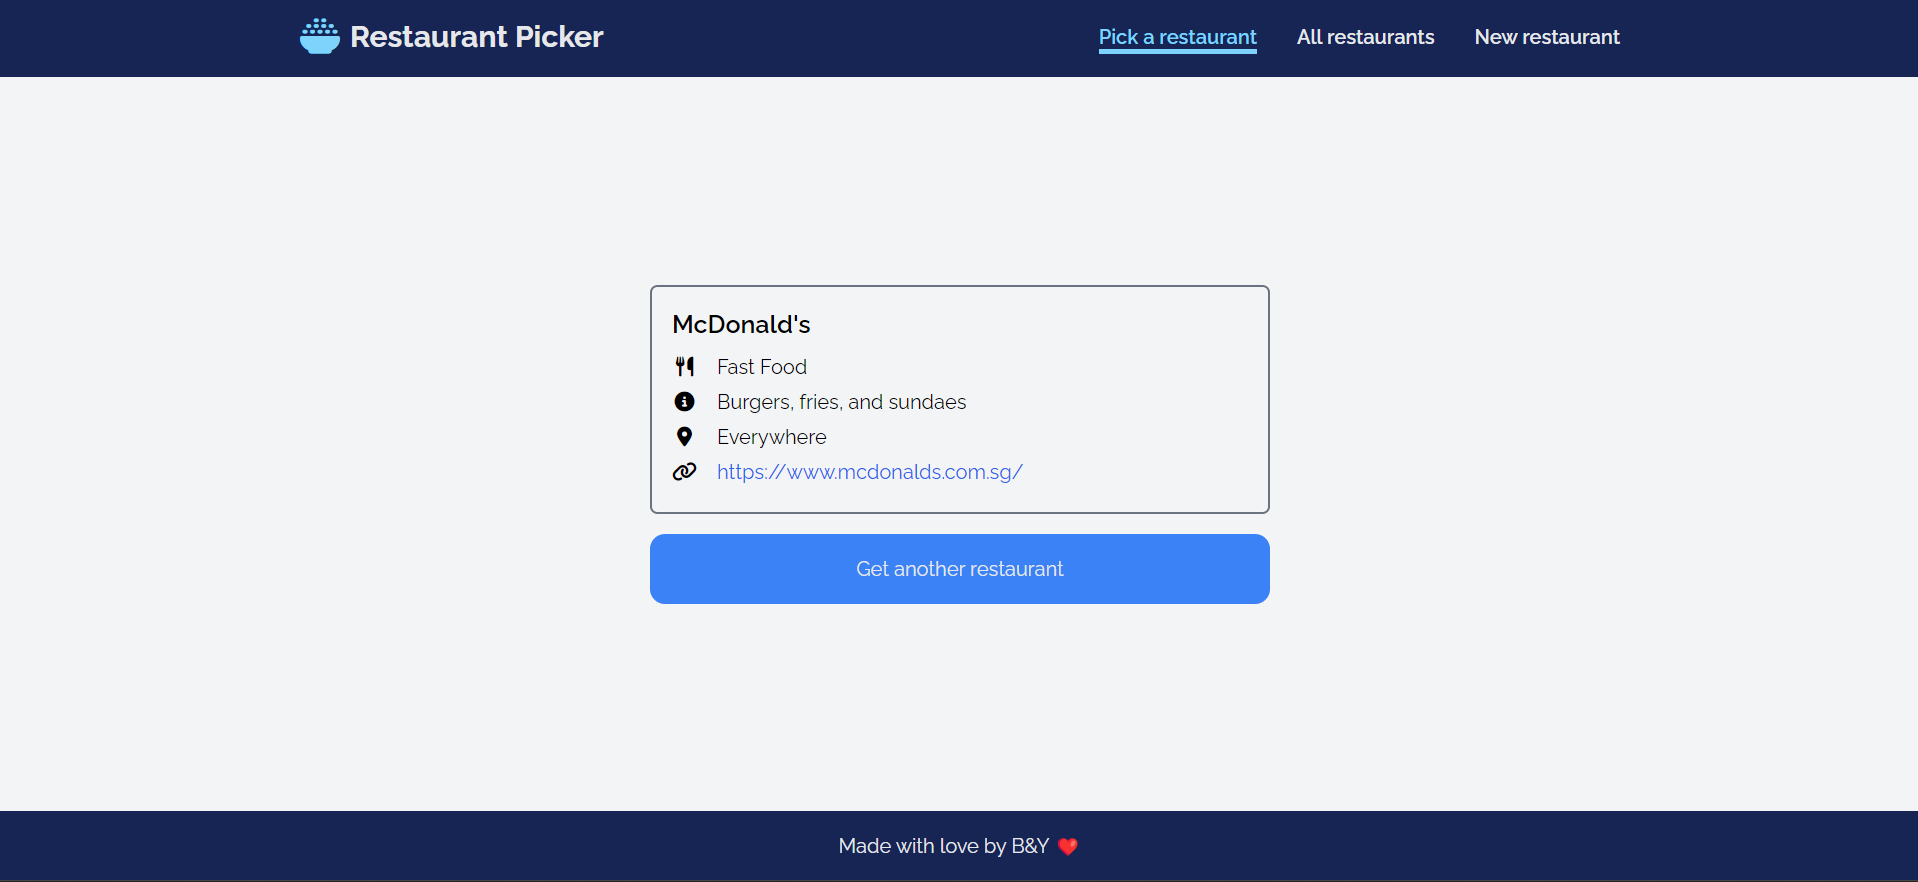 Restaurant Picker
Pick a restaurant
All restaurants
New restaurant
McDonald's
Fast Food
Burgers, fries, and sundaes
Everywhere
https://www.mcdonalds.com.sg/
Get another restaurant
Made with love by B&Y ❤️